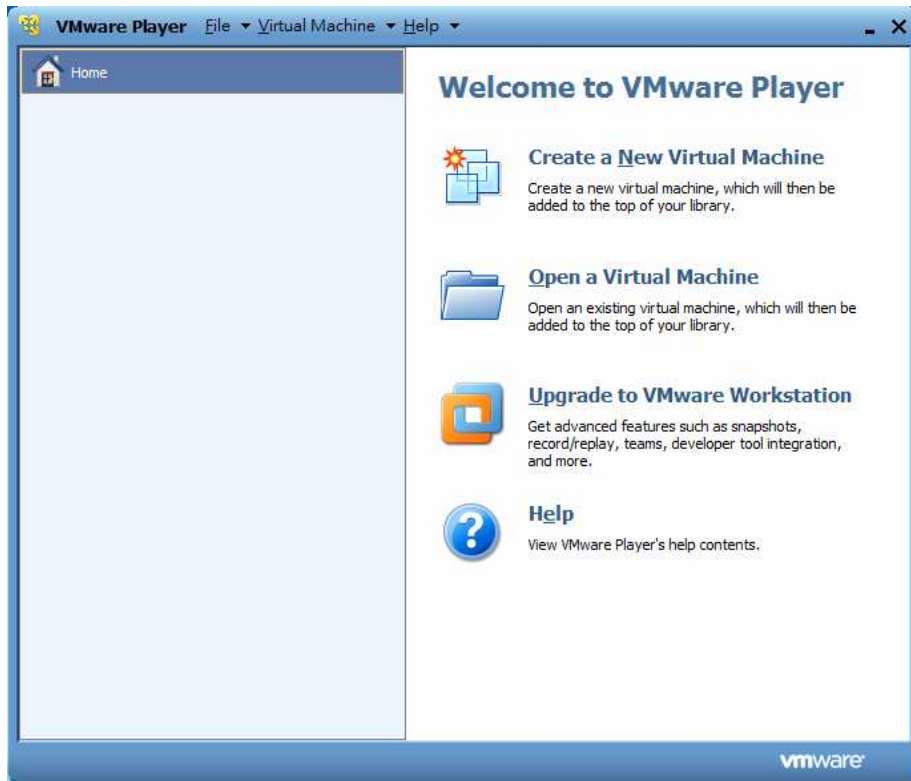 VMware Player File Virtual Machine Help
Home
Welcome to VMware Player
Create a New Virtual Machine
Create a new virtual machine, which will then be
added to the top of your library.
Open a Virtual Machine
Open an existing virtual machine, which will then be
added to the top of your library.
Upgrade to VMware Workstation
Get advanced features such as snapshots,
record/replay, teams, developer tool integration,
and more.
Help
View VMware Player's help contents.
vmware